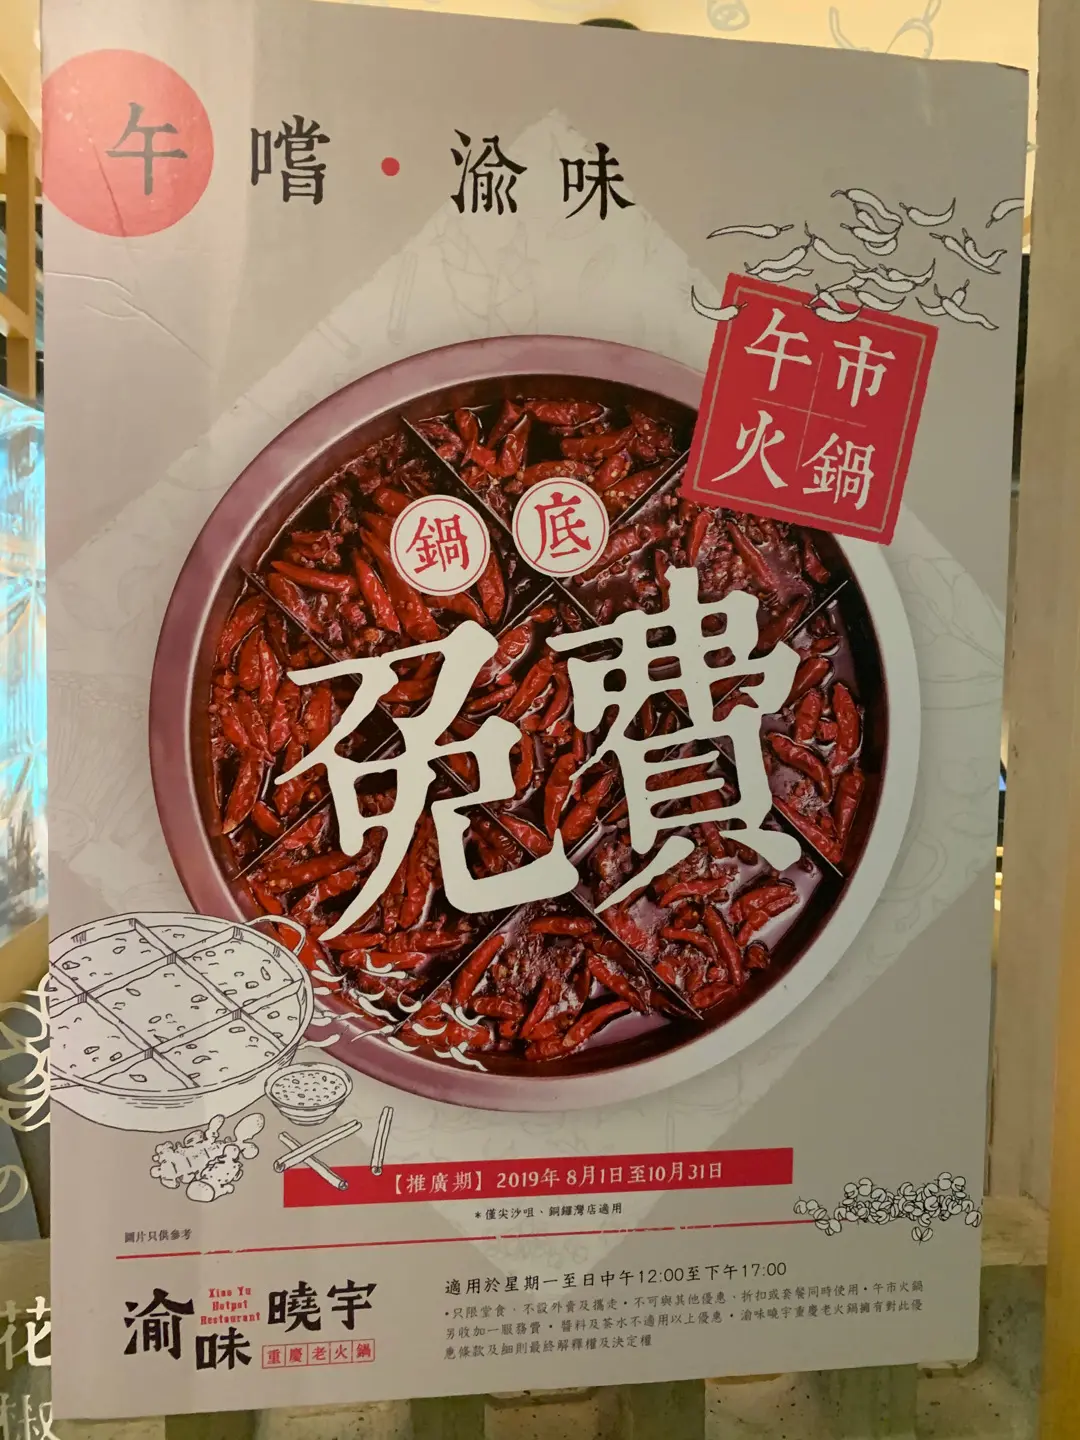 午嚐・渝味
午市
火鍋
鍋底
免費
【推廣期】2019年8月1日至10月31日
*僅尖沙咀、銅鑼灣店適用
圖片只供參考
渝味曉宇
Xiao Yu
Hotpot
Restaurant
重慶老火鍋
適用於星期一至日中午12:00至下午17:00
•只限堂食，不設外賣及攜走•不可與其他優惠、折扣或套餐同時使用•午市火鍋
另收加一服務費•醬料及茶水不適用以上優惠•渝味曉宇重慶老火鍋擁有對此優
惠條款及細則最終解釋權及決定權
の
花
椒